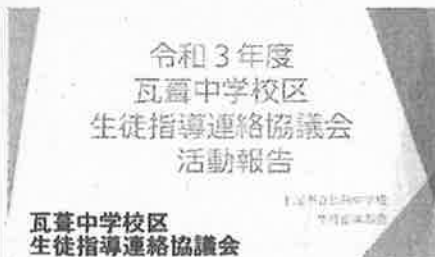 令和３年度
瓦葺中学校区
生徒指導連絡協議会
活動報告
瓦葺中学校区
生徒指導連絡協議会